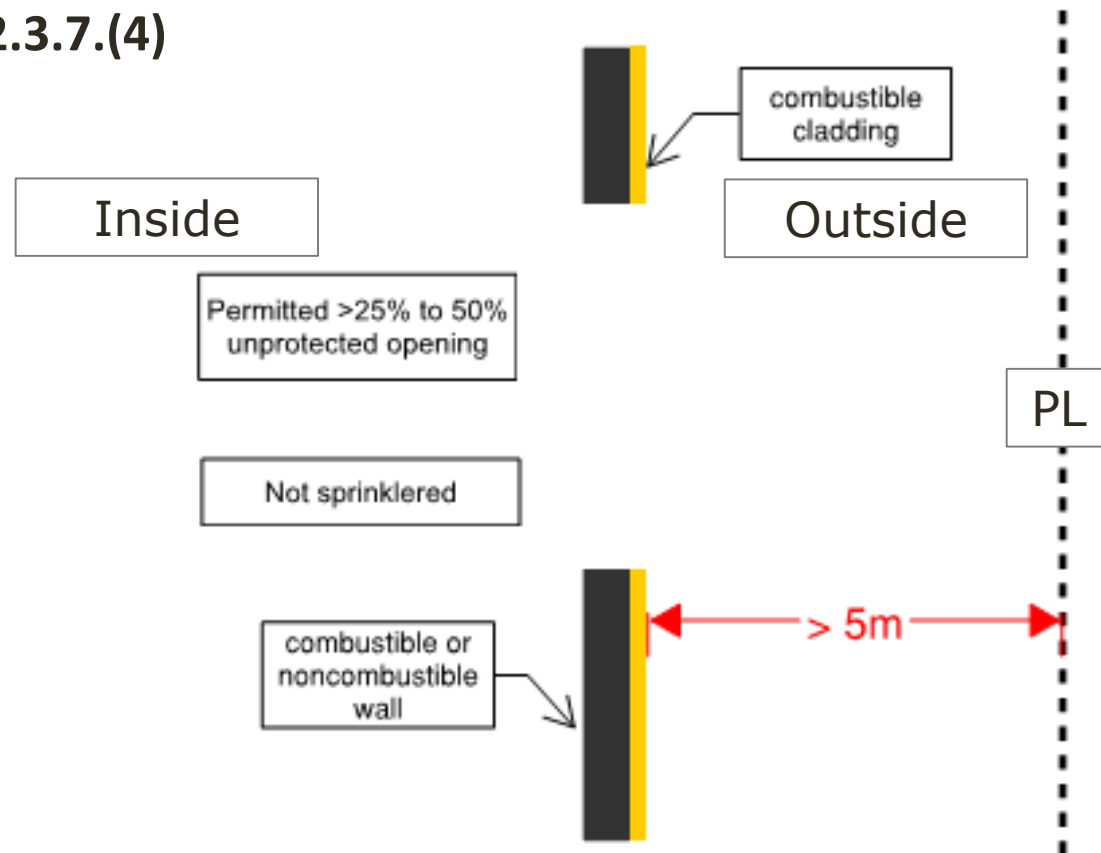 2.3.7.(4)
combustible
cladding
Inside
Outside
Permitted >25% to 50%
unprotected opening
PL
Not sprinklered
> 5m
combustible or
noncombustible
wall